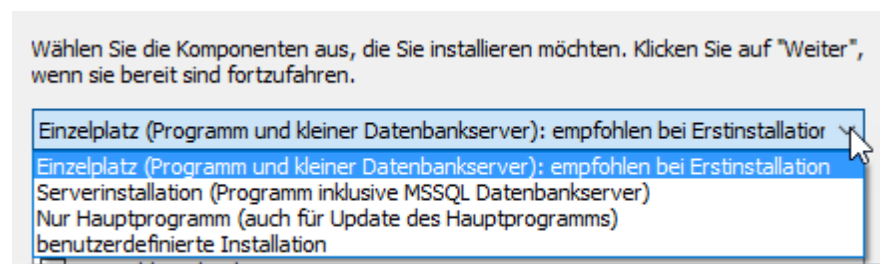 Wählen Sie die Komponenten aus, die Sie installieren möchten. Klicken Sie auf "Weiter",
wenn sie bereit sind fortzufahren.
Einzelplatz (Programm und kleiner Datenbankserver): empfohlen bei Erstinstallation
Einzelplatz (Programm und kleiner Datenbankserver): empfohlen bei Erstinstallation
Serverinstallation (Programm inklusive MSSQL Datenbankserver)
Nur Hauptprogramm (auch für Update des Hauptprogramms)
benutzerdefinierte Installation